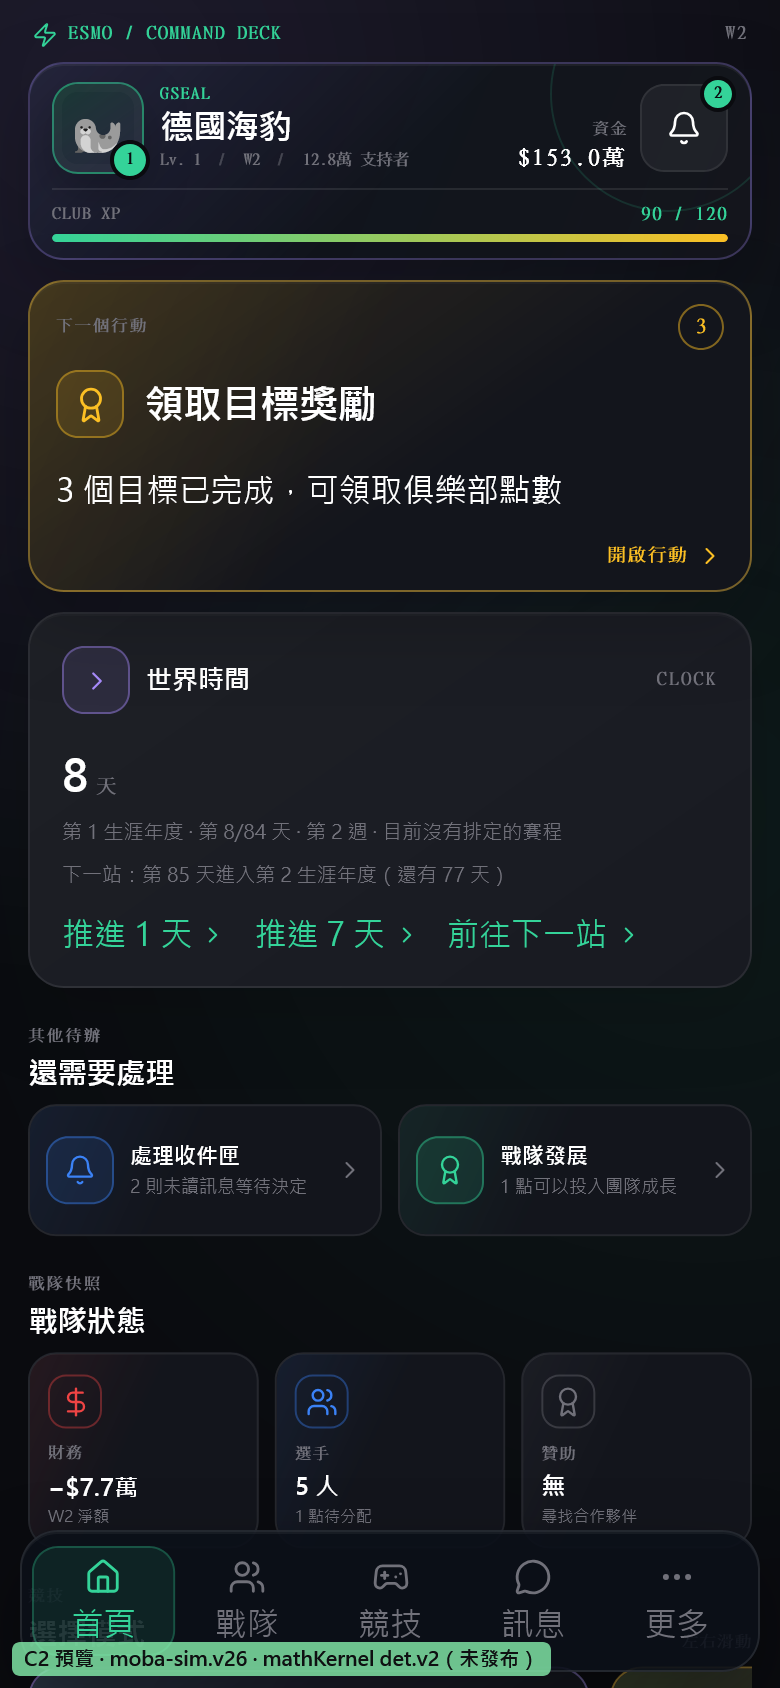 ESMO / COMMAND DECK
W2
GSEAL
德國海豹
Lv. 1 / W2 / 12.8萬 支持者
資金
$153.0萬
2
1
CLUB XP
90 / 120
下一個行動
3
領取目標獎勵
3 個目標已完成，可領取俱樂部點數
開啟行動
世界時間
CLOCK
8 天
第 1 生涯年度 · 第 8/84 天 · 第 2 週 · 目前沒有排定的賽程
下一站：第 85 天進入第 2 生涯年度（還有 77 天）
推進 1 天
推進 7 天
前往下一站
其他待辦
還需要處理
處理收件匣
2 則未讀訊息等待決定
戰隊發展
1 點可以投入團隊成長
戰隊快照
戰隊狀態
財務
−$7.7萬
W2 淨額
選手
5 人
1 點待分配
贊助
無
尋找合作夥伴
首頁
戰隊
競技
訊息
更多
左右滑動
C2 預覽 · moba-sim.v26 · mathKernel det.v2（未發布）